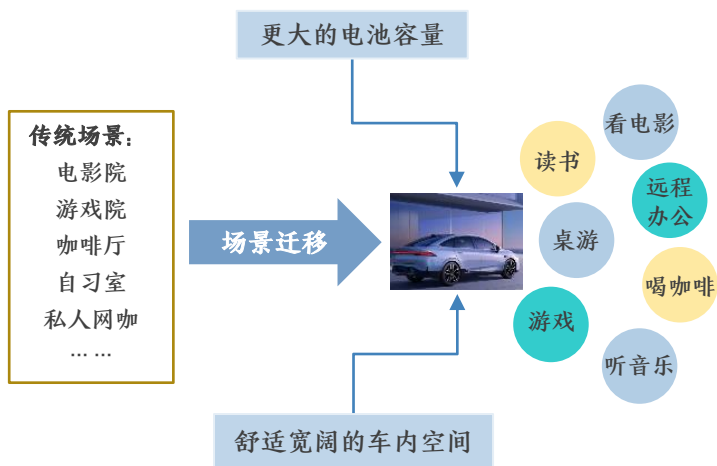 更大的电池容量
传统场景：
电影院
游戏院
咖啡厅
自习室
私人网咖
... ...
场景迁移
看电影
读书
远程
办公
桌游
喝咖啡
游戏
听音乐
舒适宽阔的车内空间